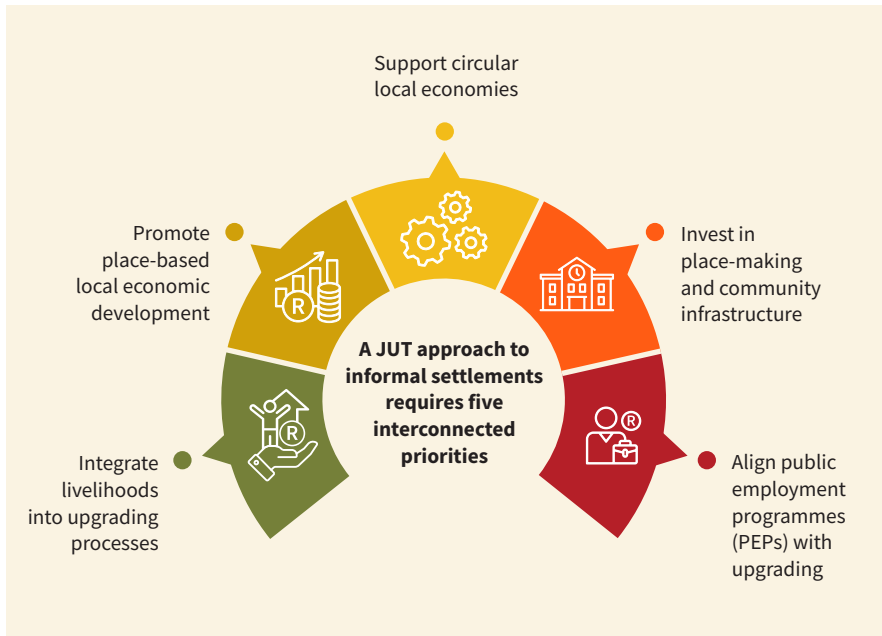 Support circular
local economies
Promote
place-based
local economic
development
Invest in
place-making
and community
infrastructure
R
A JUT approach to
informal settlements
requires five
interconnected
priorities
R
R
Integrate
livelihoods
into upgrading
processes
Align public
employment
programmes
(PEPs) with
upgrading